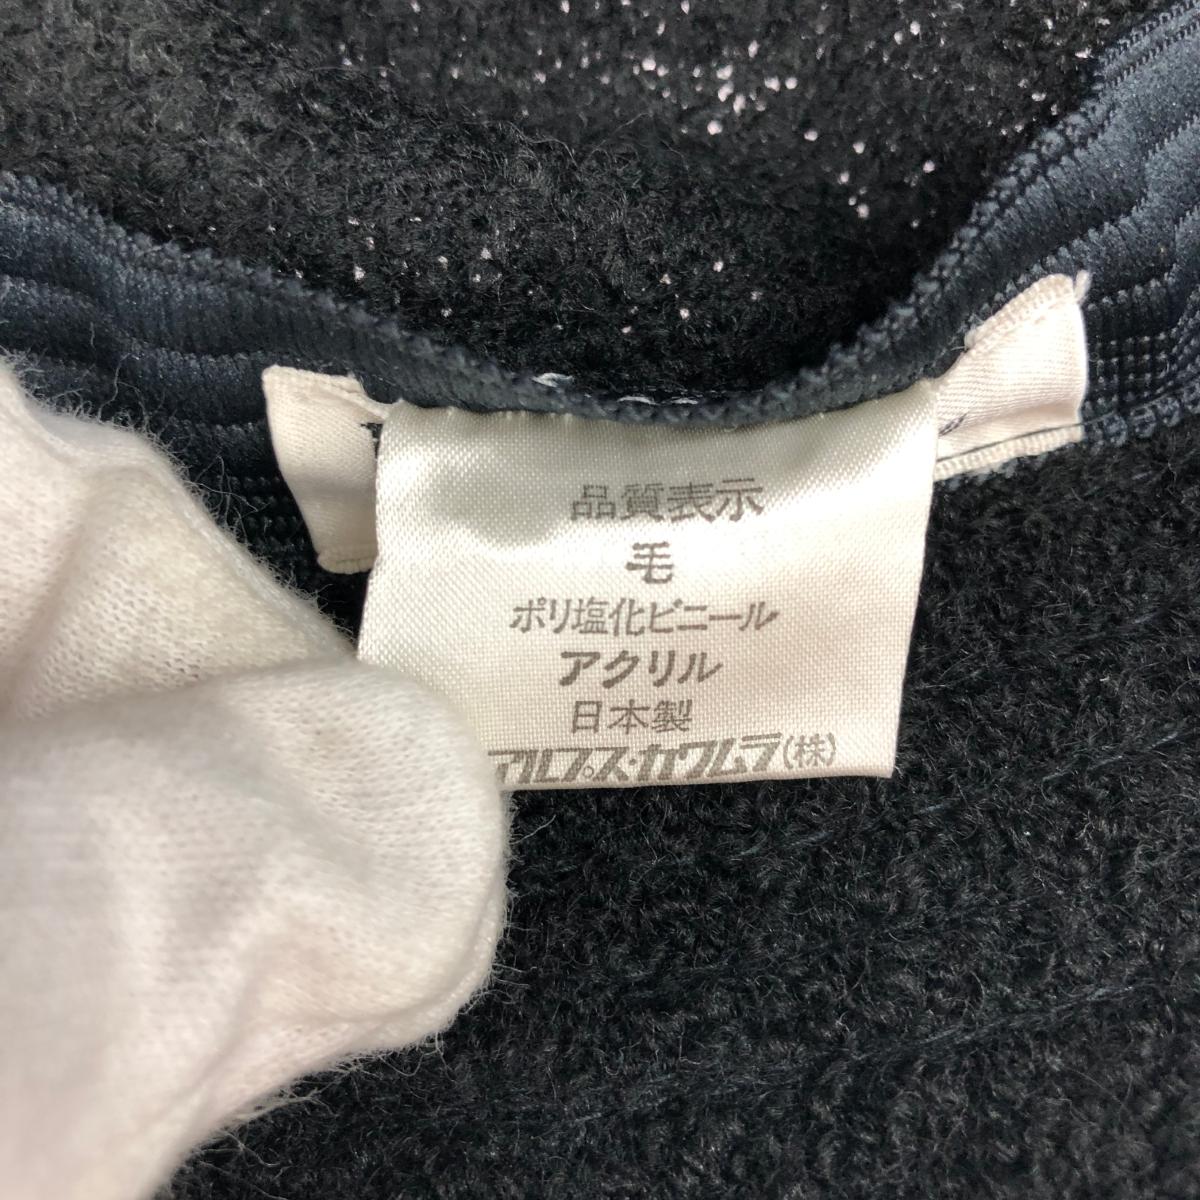 品質表示
毛
ポリ塩化ビニール
アクリル
日本製
アルプス・カワムラ(株)